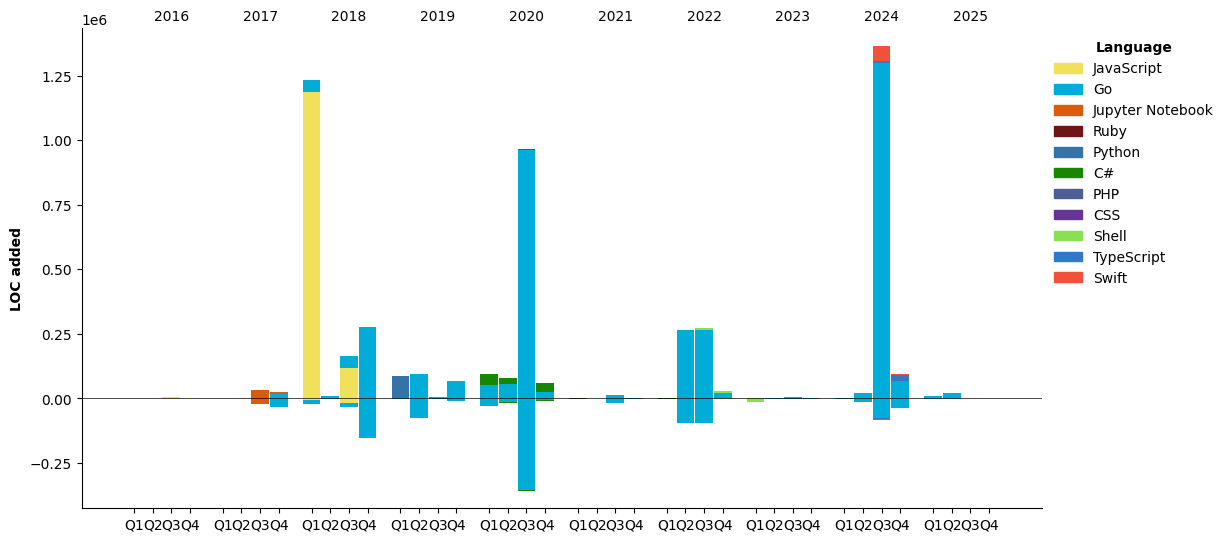 1e6
2016 2017 2018 2019 2020 2021 2022 2023 2024 2025
1.25
1.00
0.75
0.50
0.25
0.00
−0.25
LOC added
Q1Q2Q3Q4 Q1Q2Q3Q4 Q1Q2Q3Q4 Q1Q2Q3Q4 Q1Q2Q3Q4 Q1Q2Q3Q4 Q1Q2Q3Q4 Q1Q2Q3Q4 Q1Q2Q3Q4 Q1Q2Q3Q4
Language
JavaScript
Go
Jupyter Notebook
Ruby
Python
C#
PHP
CSS
Shell
TypeScript
Swift